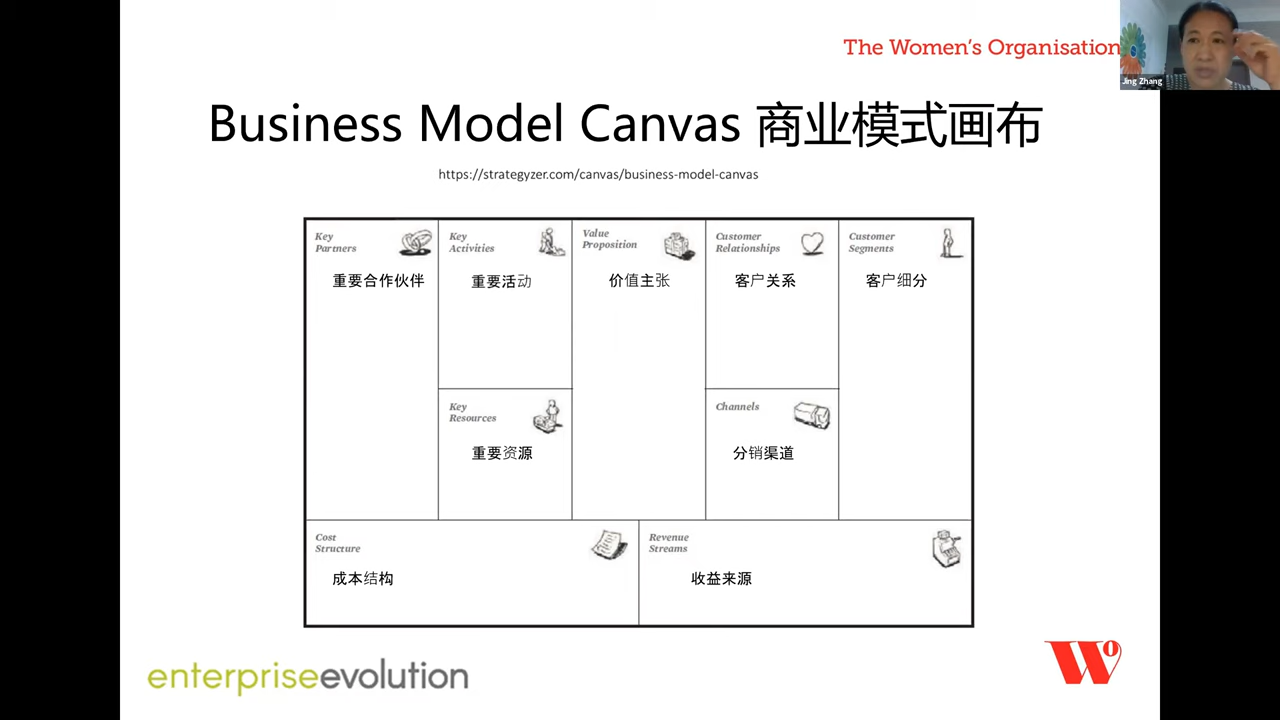 The Women's Organisation
Jing Zhang
Business Model Canvas 商业模式画布
https://strategyzer.com/canvas/business-model-canvas
Key
Partners
重要合作伙伴
Key
Activities
重要活动
Key
Resources
重要资源
Value
Proposition
价值主张
Customer
Relationships
客户关系
Channels
分销渠道
Customer
Segments
客户细分
Cost
Structure
成本结构
Revenue
Streams
收益来源
enterpriseevolution
Wo